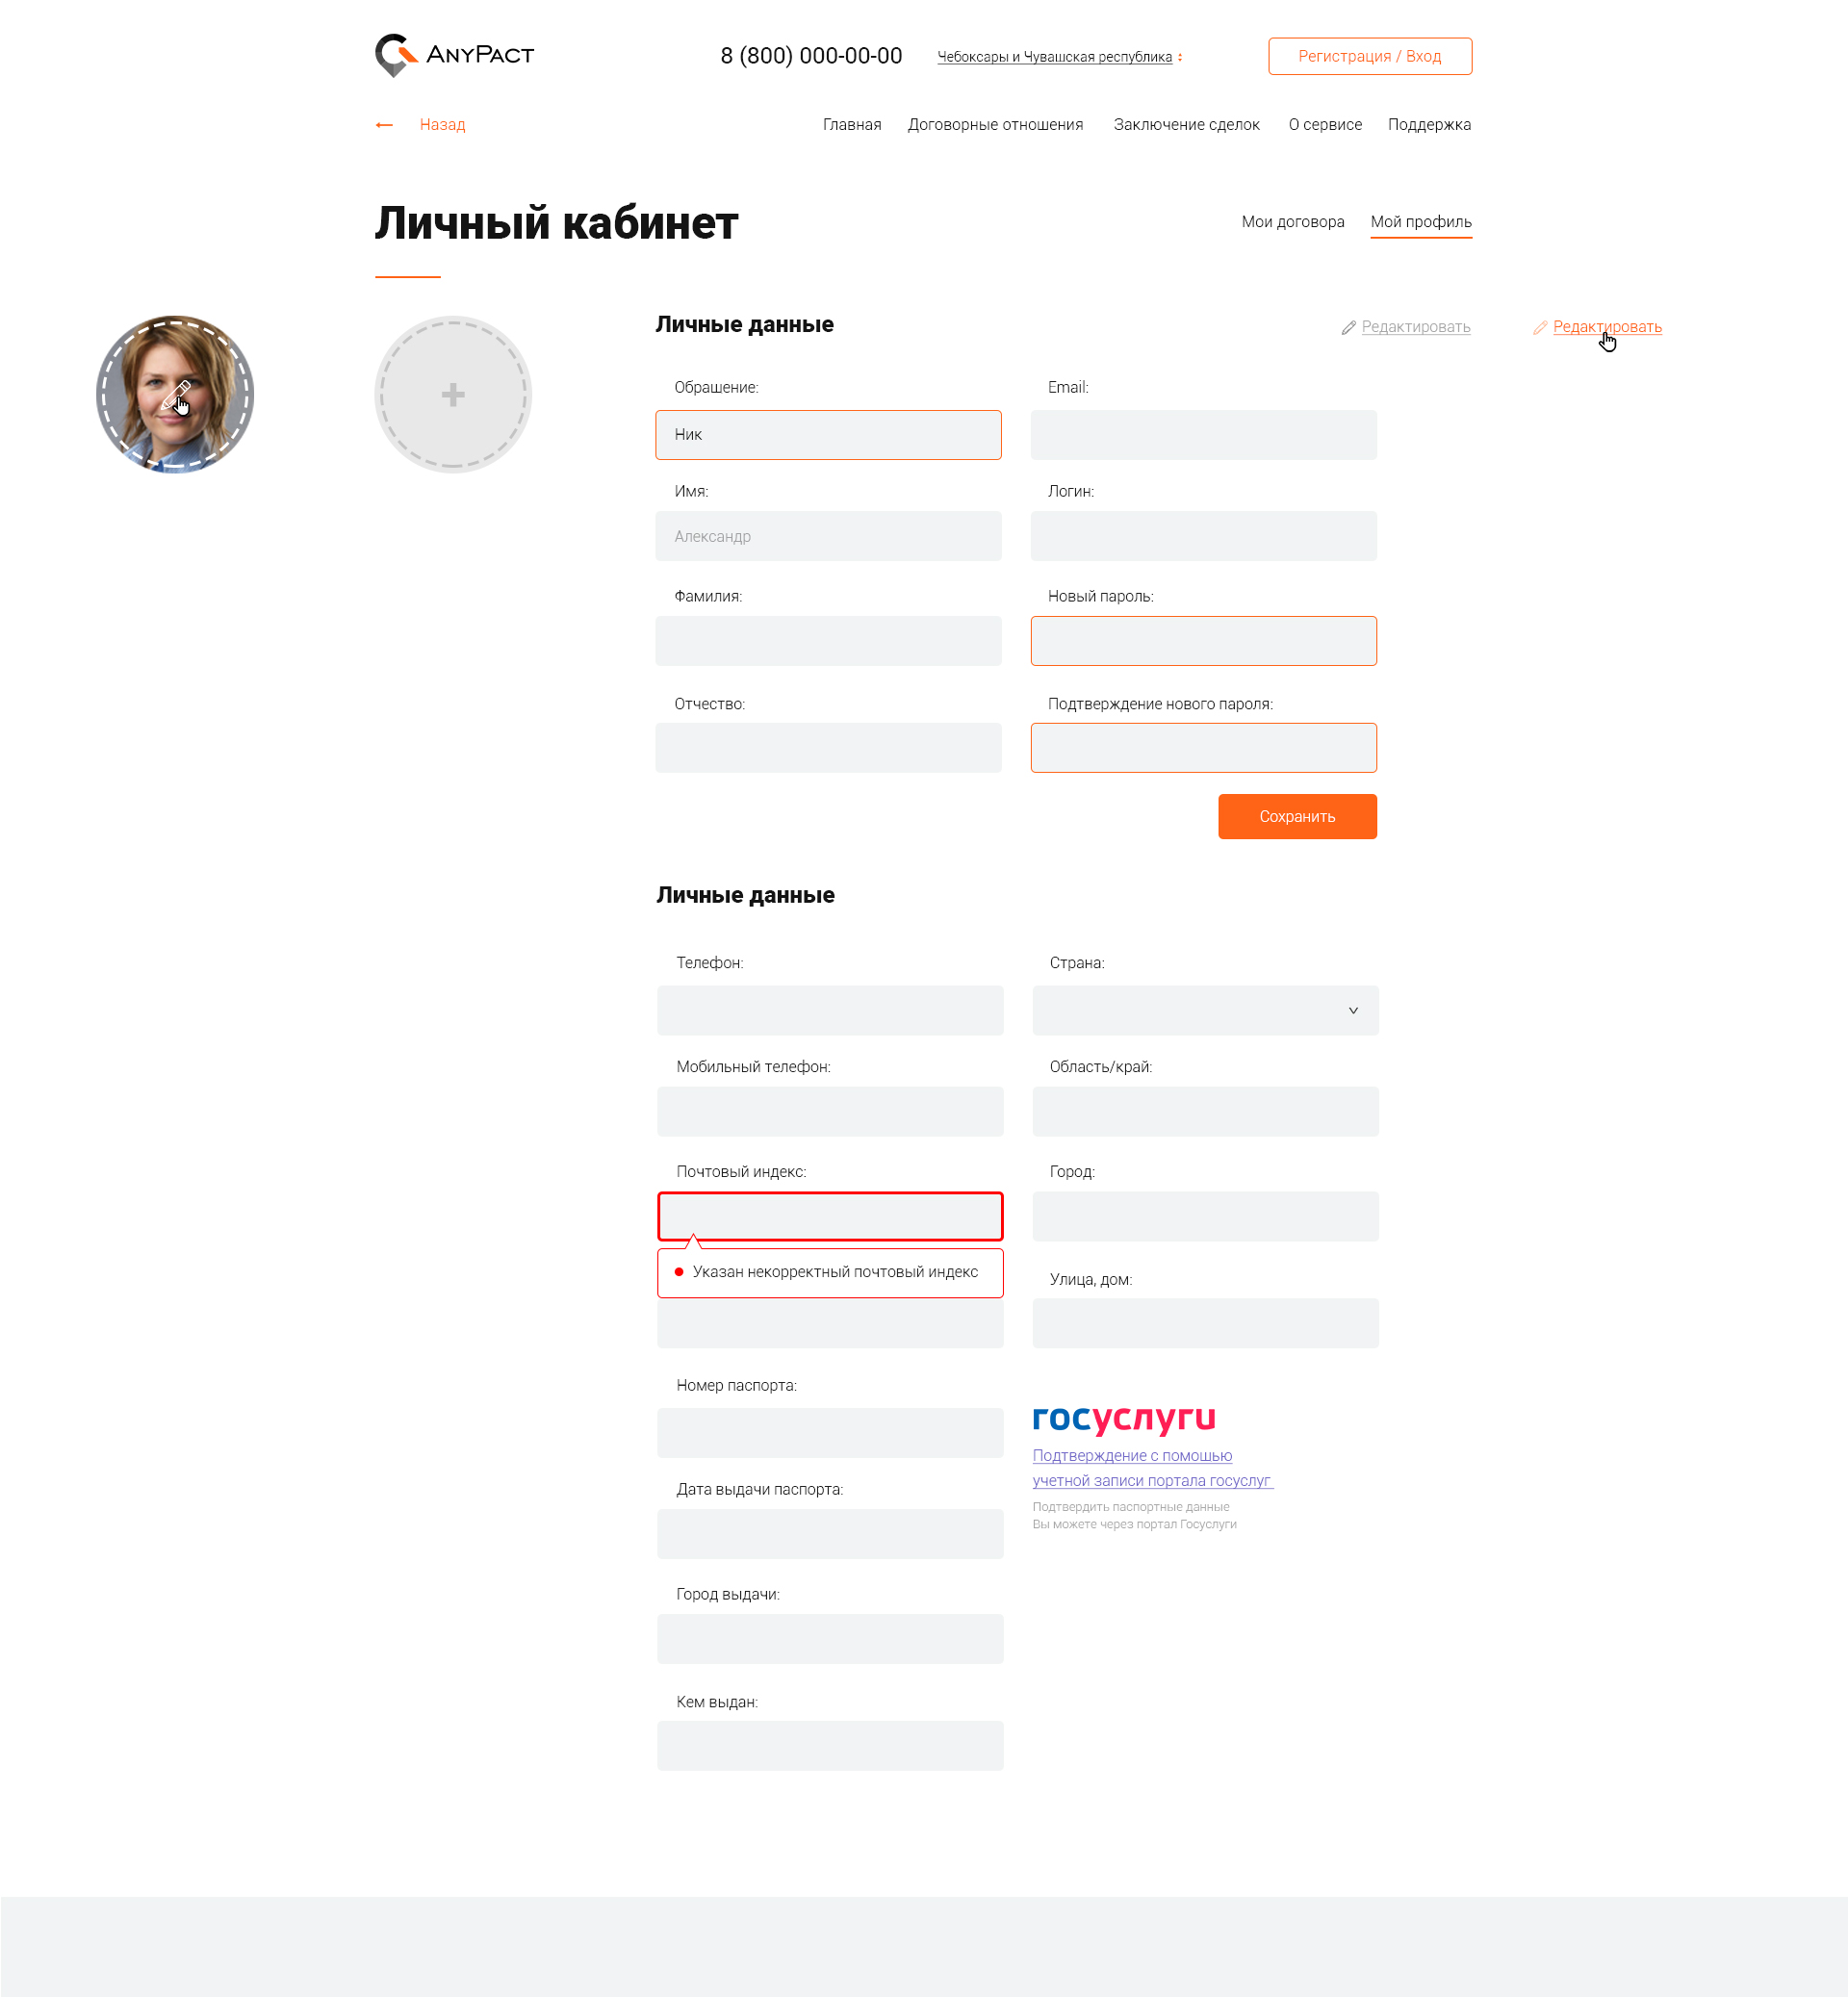 AnyPact
8 (800) 000-00-00
Чебоксары и Чувашская республика
Регистрация / Вход
Назад
Главная
Договорные отношения
Заключение сделок
О сервисе
Поддержка
Личный кабинет
Мои договора
Мой профиль
Личные данные
Редактировать
Редактировать
Обращение:
Email:
Ник
Имя:
Логин:
Александр
Фамилия:
Новый пароль:
Отчество:
Подтверждение нового пароля:
Сохранить
Личные данные
Телефон:
Страна:
Мобильный телефон:
Область/край:
Почтовый индекс:
Город:
Указан некорректный почтовый индекс
Улица, дом:
Номер паспорта:
госуслуги
Подтверждение с помошью
учетной записи портала госуслуг
Дата выдачи паспорта:
Подтвердить паспортные данные
Вы можете через портал Госуслуги
Город выдачи:
Кем выдан: